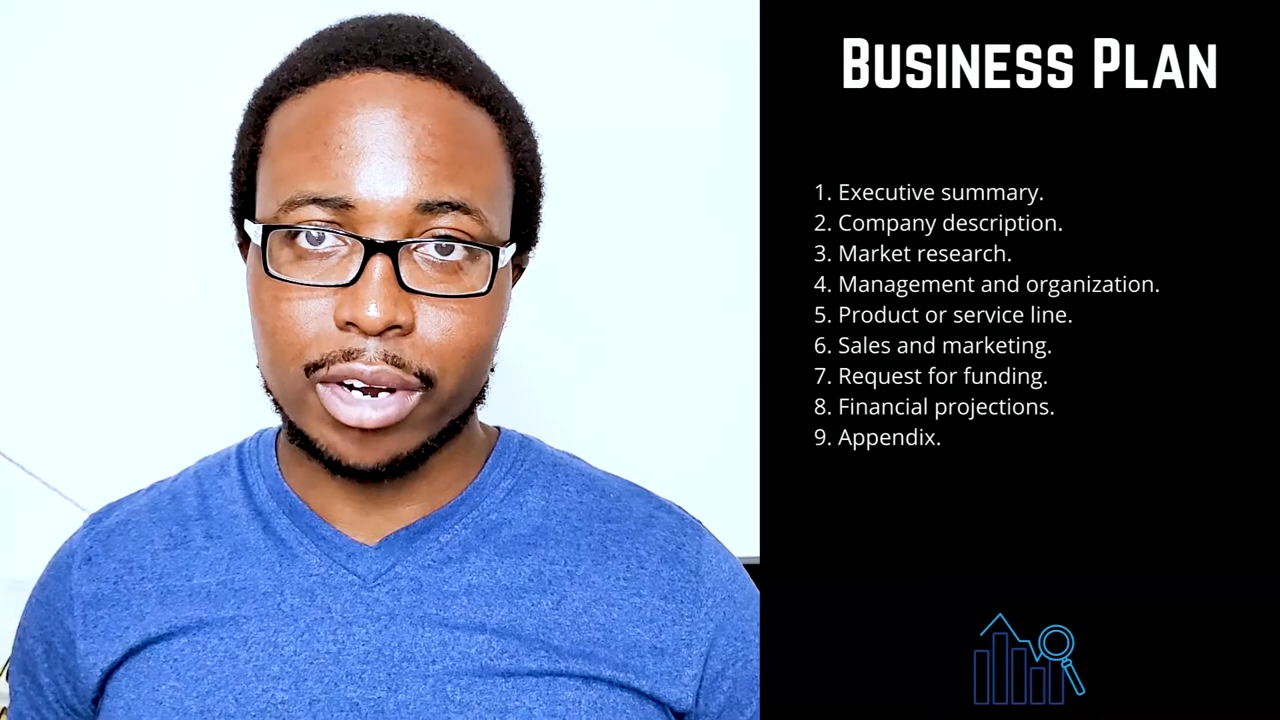 Business Plan
1. Executive summary.
2. Company description.
3. Market research.
4. Management and organization.
5. Product or service line.
6. Sales and marketing.
7. Request for funding.
8. Financial projections.
9. Appendix.